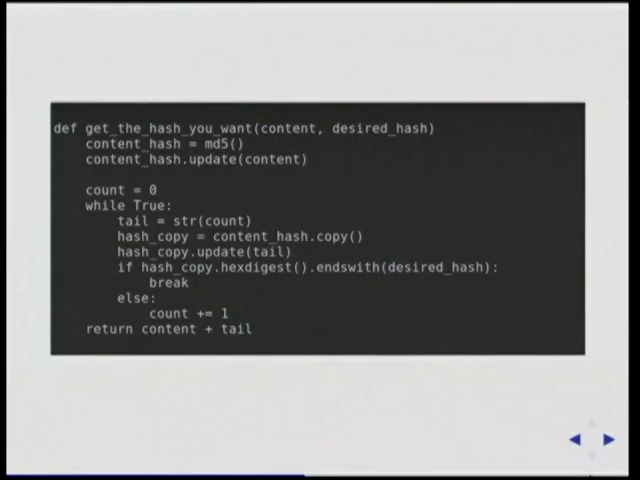 def get_the_hash_you_want(content, desired_hash)
    content_hash = md5()
    content_hash.update(content)

    count = 0
    while True:
        tail = str(count)
        hash_copy = content_hash.copy()
        hash_copy.update(tail)
        if hash_copy.hexdigest().endswith(desired_hash):
            break
        else:
            count += 1
    return content + tail